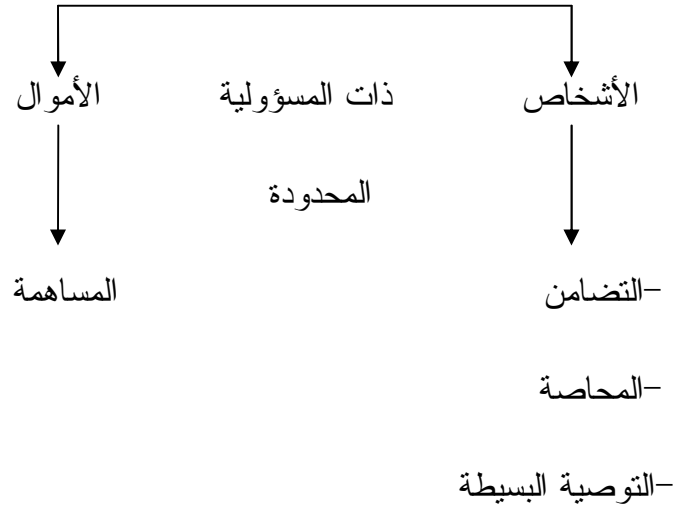 الأشخاص ذات المسؤولية الأموال
المحدودة
-التضامن المساهمة
-المحاصة
-التوصية البسيطة